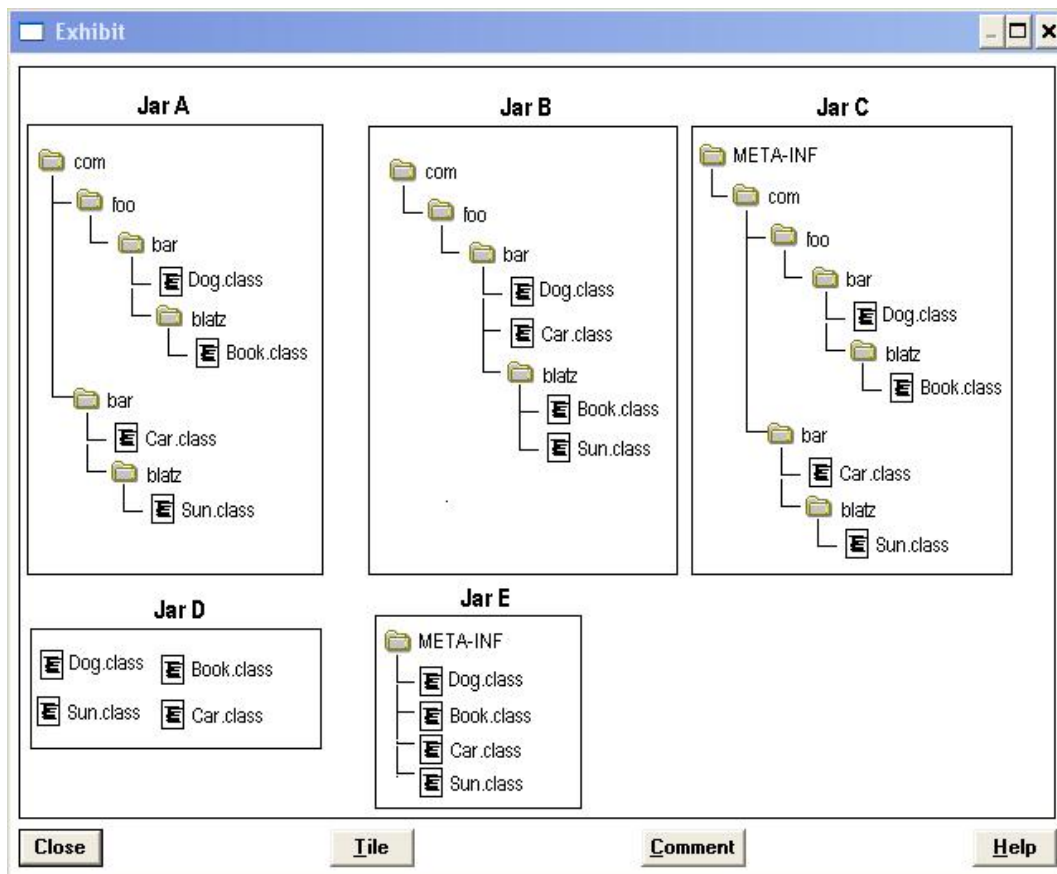 Exhibit
Jar A
com
foo
bar
Dog.class
blatz
Book.class
bar
Car.class
blatz
Sun.class
Jar B
com
foo
bar
Dog.class
Car.class
blatz
Book.class
Sun.class
Jar C
META-INF
com
foo
bar
Dog.class
blatz
Book.class
bar
Car.class
blatz
Sun.class
Jar D
Dog.class
Book.class
Sun.class
Car.class
Jar E
META-INF
Dog.class
Book.class
Car.class
Sun.class
Close
Tile
Comment
Help